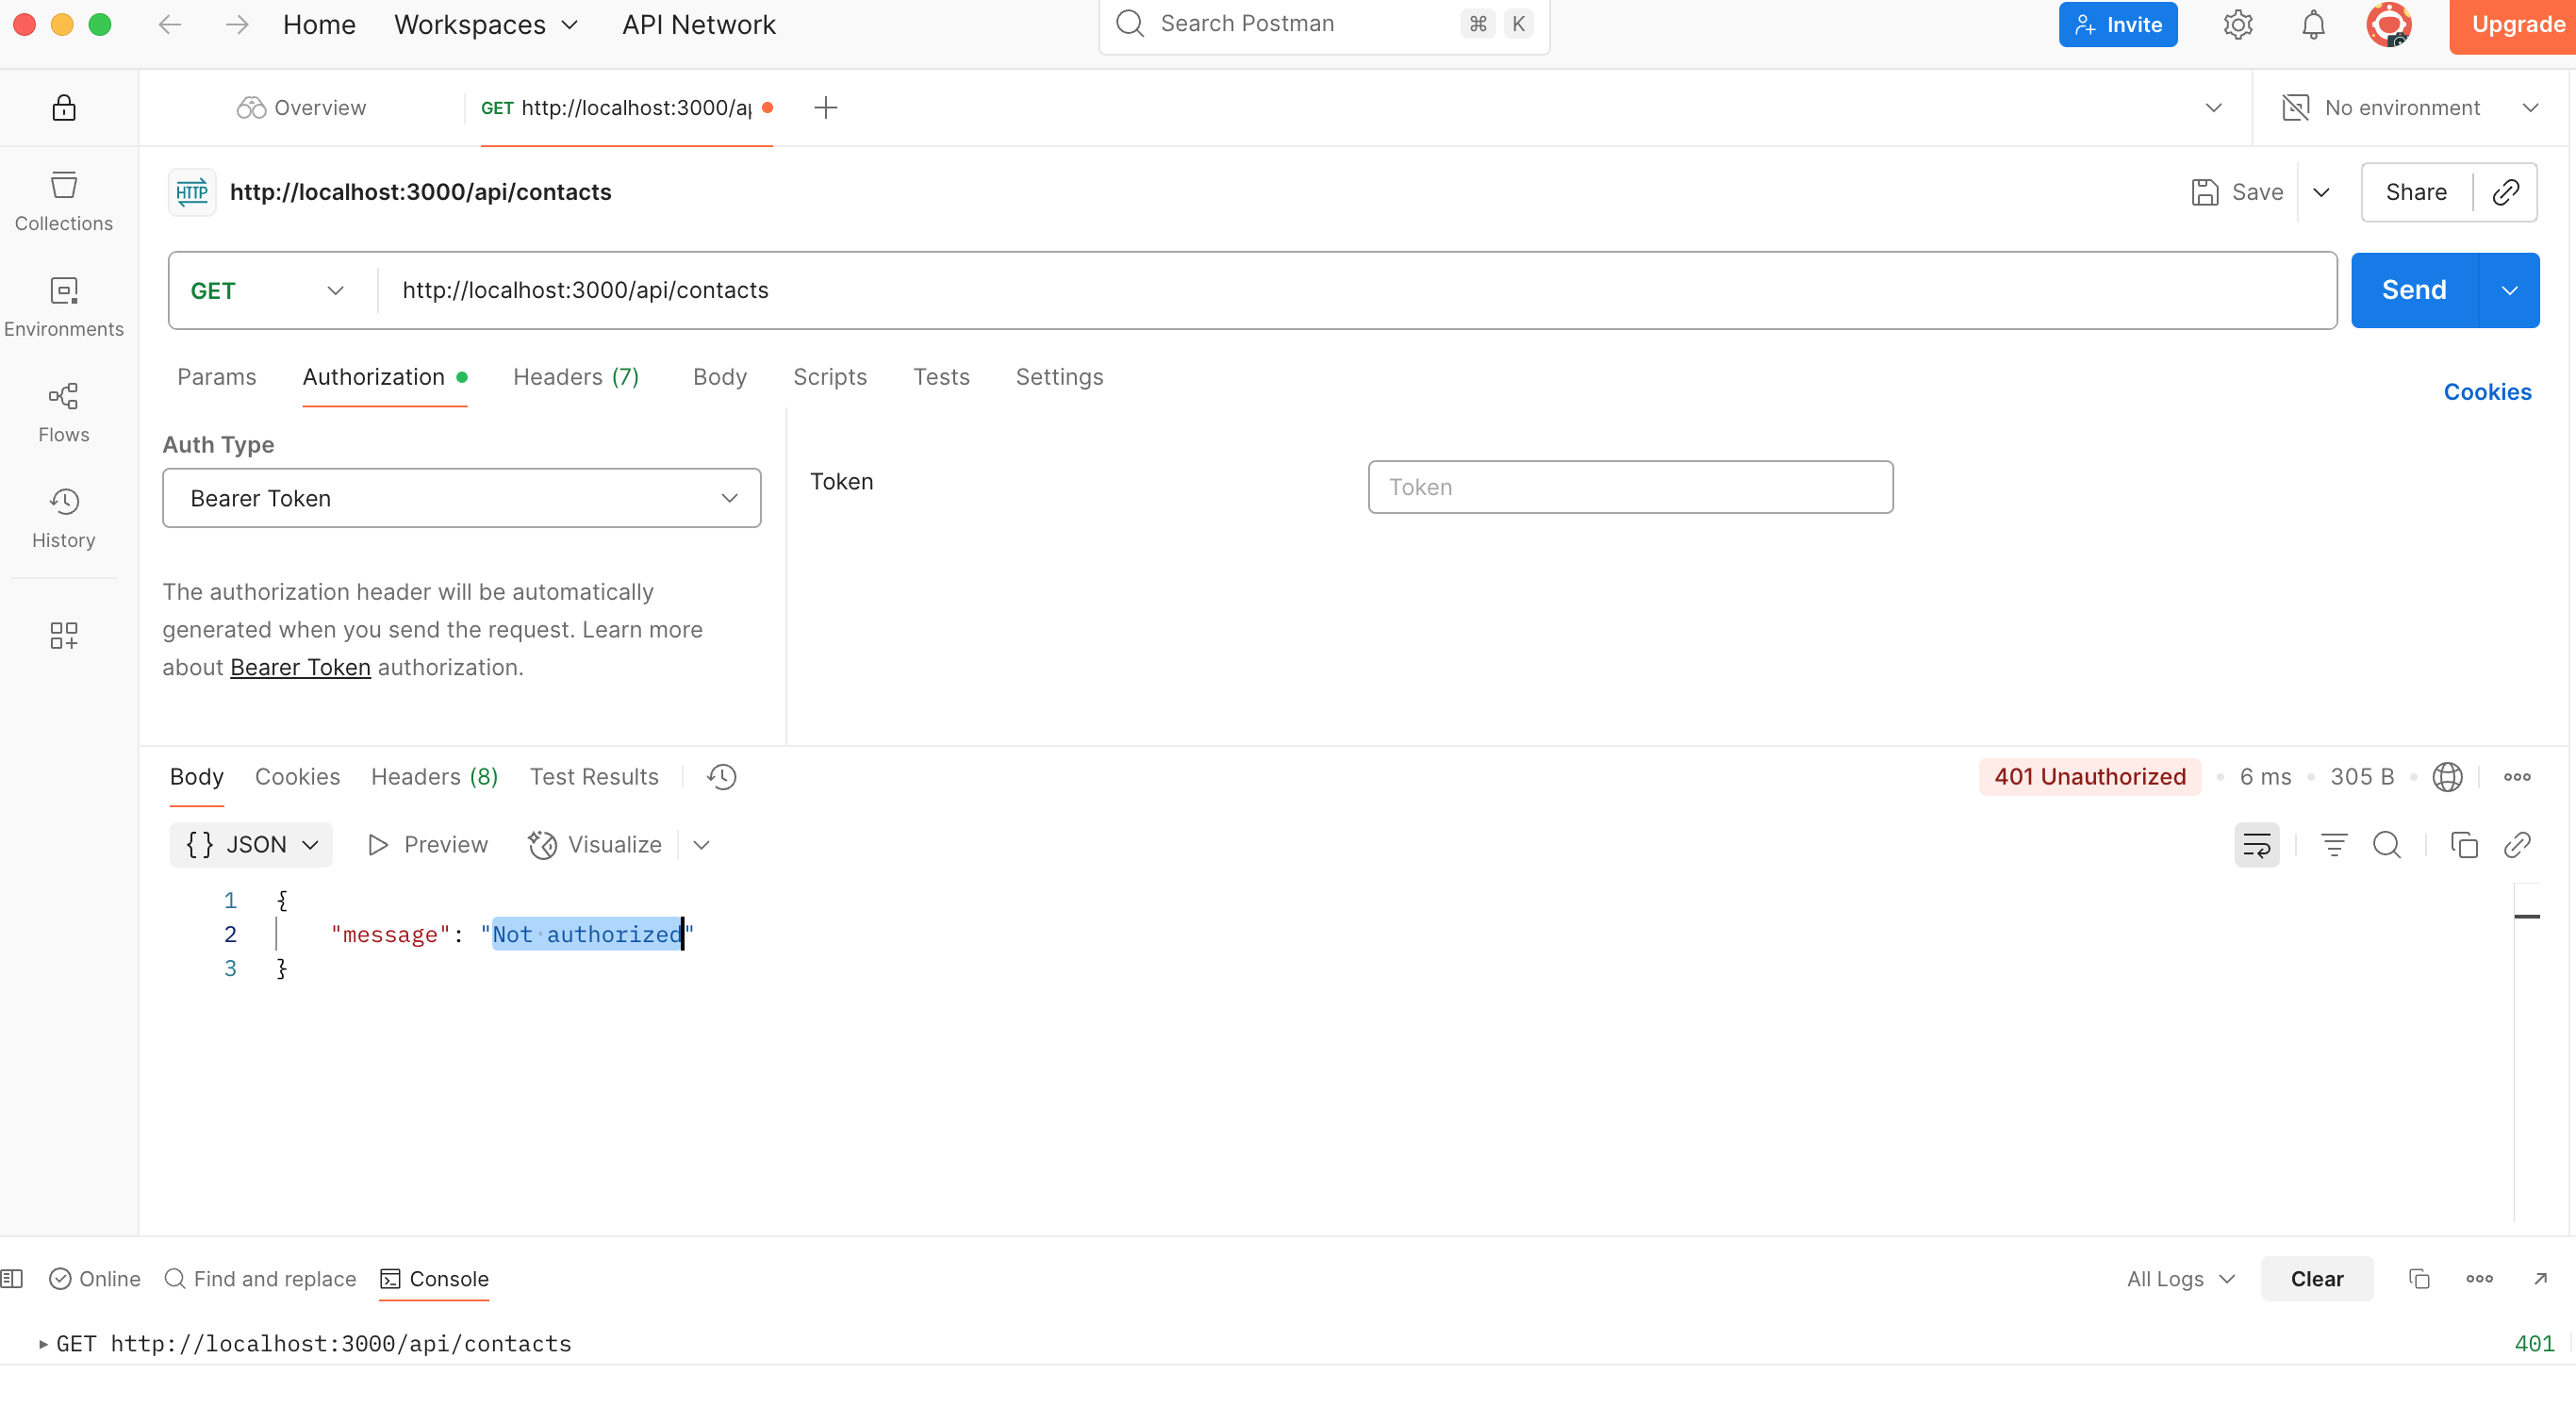 Home Workspaces API Network Search Postman ⌘ K Invite Upgrade
Overview GET http://localhost:3000/a No environment
HTTP http://localhost:3000/api/contacts Save Share
GET http://localhost:3000/api/contacts Send
Collections
Environments
Flows
History
Params Authorization Headers (7) Body Scripts Tests Settings Cookies
Auth Type
Bearer Token
Token Token
The authorization header will be automatically
generated when you send the request. Learn more
about Bearer Token authorization.
Body Cookies Headers (8) Test Results 401 Unauthorized • 6 ms • 305 B •
{} JSON Preview Visualize
1 {
2 "message": "Not authorized"
3 }
Online Find and replace Console All Logs Clear
GET http://localhost:3000/api/contacts 401